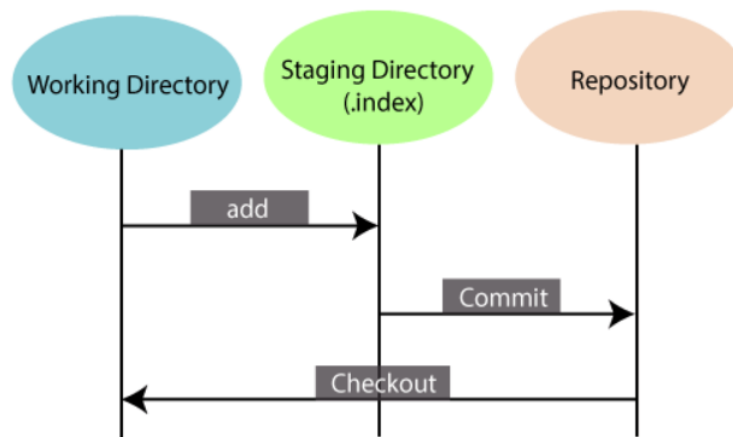 Working Directory
Staging Directory
(.index)
Repository
add
Commit
Checkout